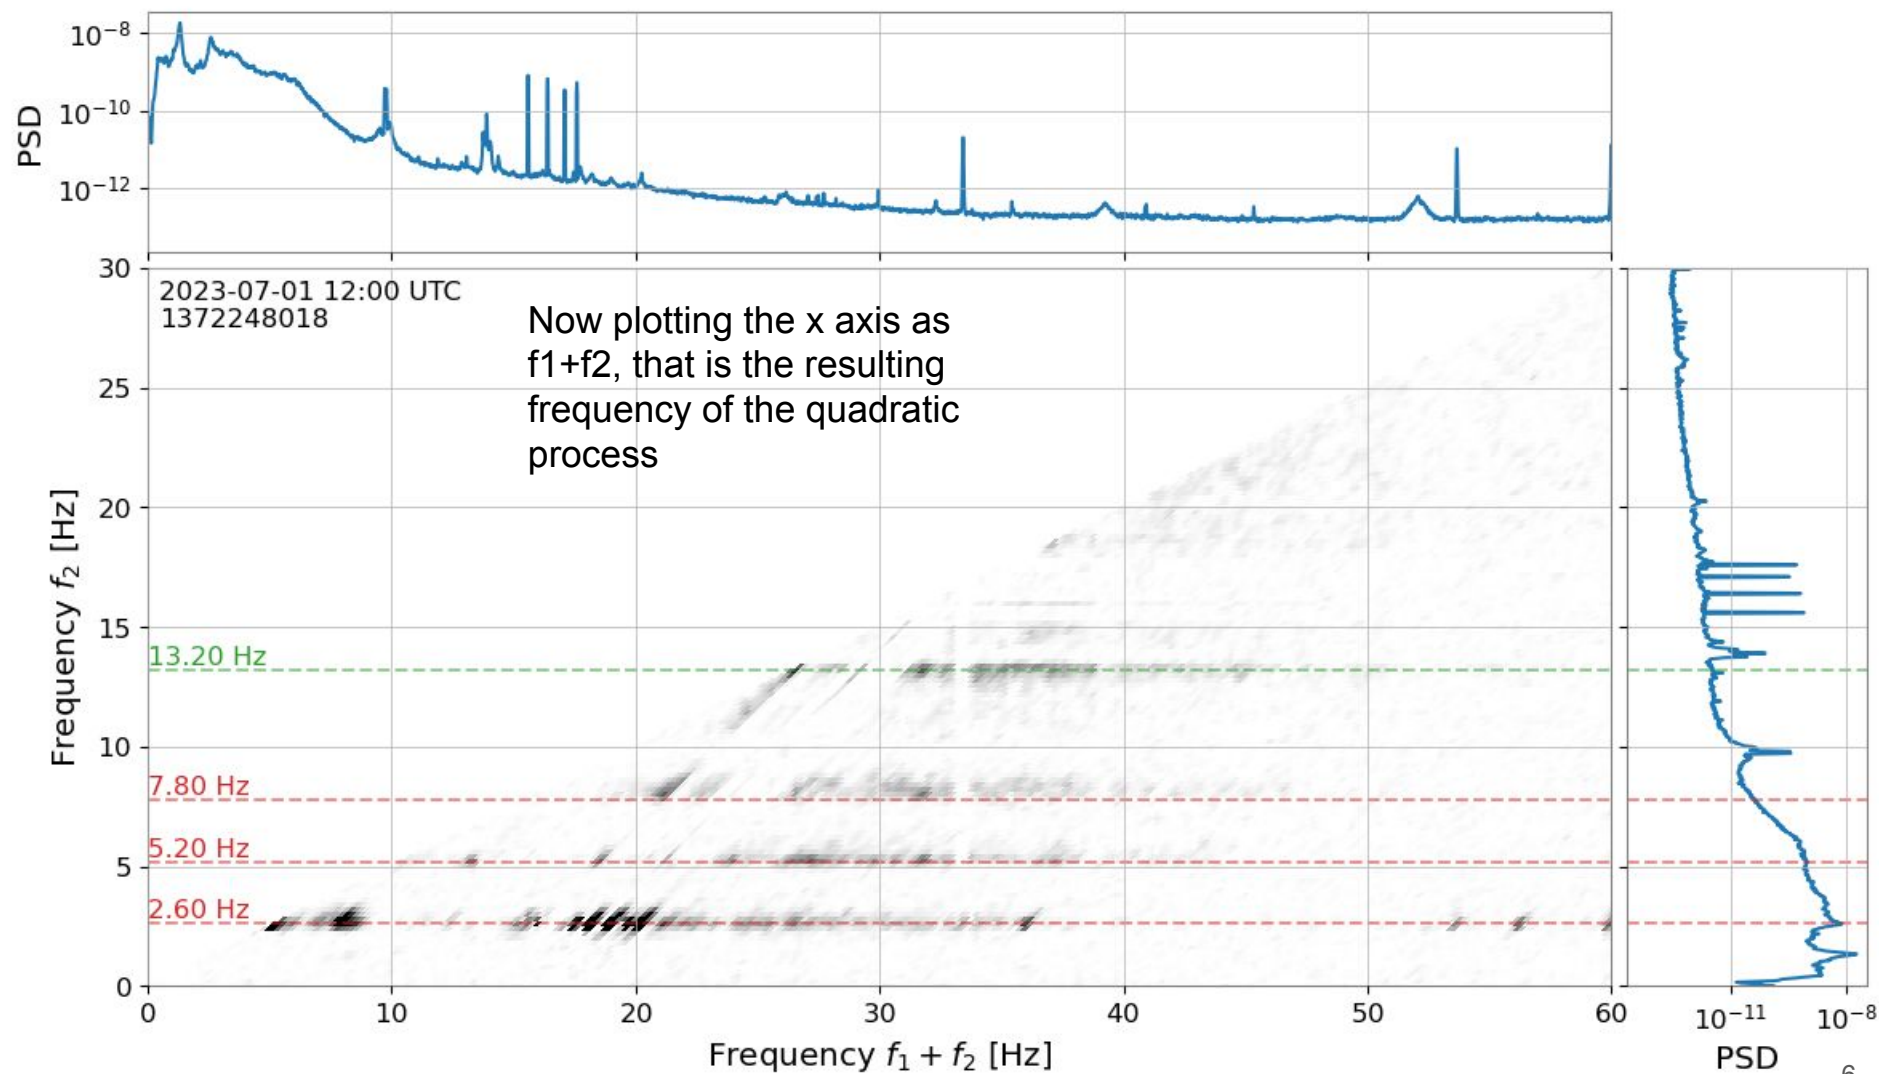 10⁻⁸
10⁻¹⁰
10⁻¹²
PSD
30
25
20
15
10
5
0
Frequency f₂ [Hz]
2023-07-01 12:00 UTC
1372248018
Now plotting the x axis as
f1+f2, that is the resulting
frequency of the quadratic
process
13.20 Hz
7.80 Hz
5.20 Hz
2.60 Hz
0
10
20
30
40
50
60
Frequency f₁ + f₂ [Hz]
10⁻¹¹
10⁻⁸
PSD